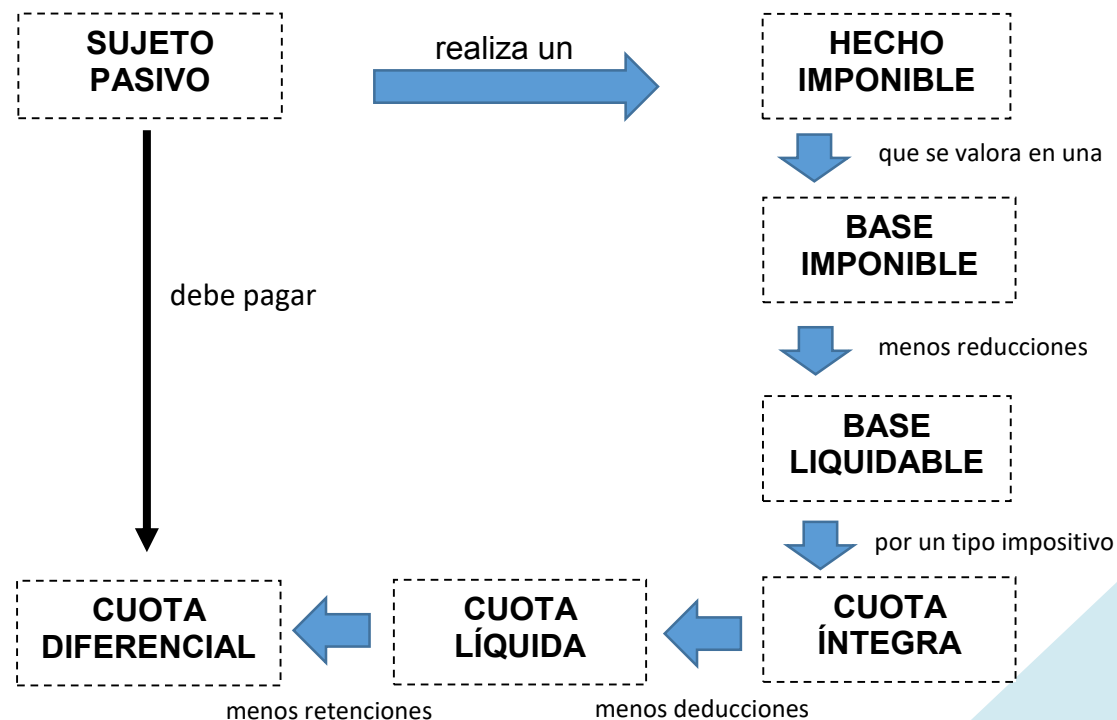 SUJETO
PASIVO
realiza un
HECHO
IMPONIBLE
que se valora en una
BASE
IMPONIBLE
debe pagar
menos reducciones
BASE
LIQUIDABLE
por un tipo impositivo
CUOTA
DIFERENCIAL
CUOTA
LÍQUIDA
CUOTA
ÍNTEGRA
menos retenciones
menos deducciones